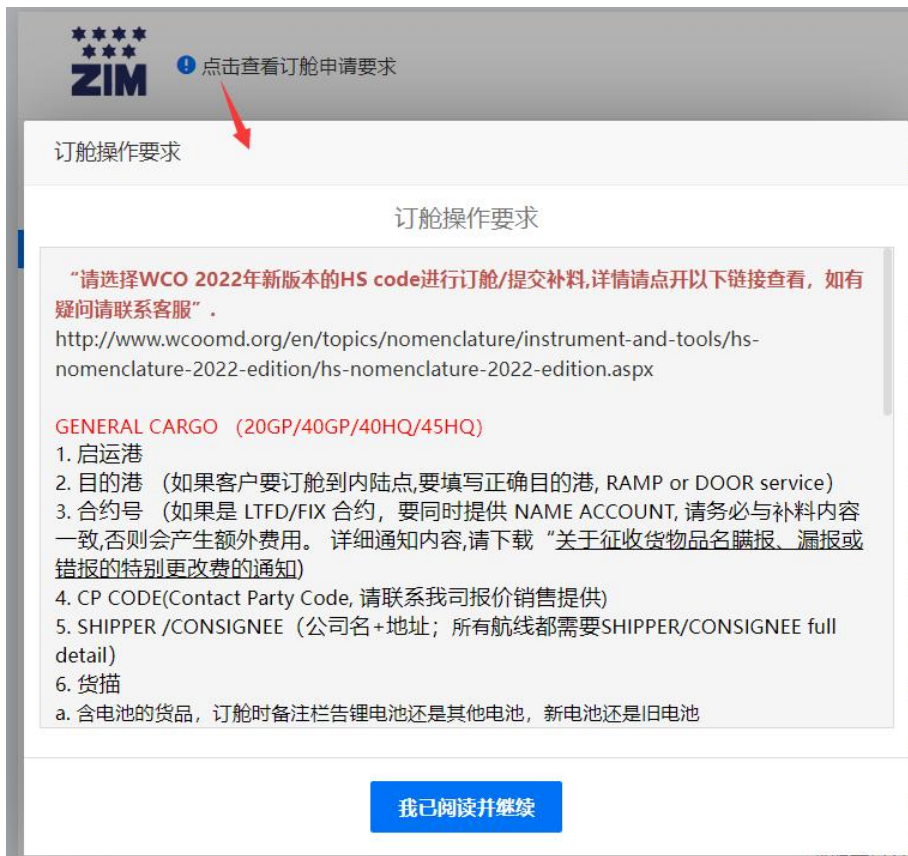 ZIM
点击查看订舱申请要求
订舱操作要求
订舱操作要求
“请选择WCO 2022年新版本的HS code进行订舱/提交补料,详情请点开以下链接查看，如有
疑问请联系客服”.
http://www.wcoomd.org/en/topics/nomenclature/instrument-and-tools/hs-
nomenclature-2022-edition/hs-nomenclature-2022-edition.aspx
GENERAL CARGO （20GP/40GP/40HQ/45HQ）
1. 启运港
2. 目的港 （如果客户要订舱到内陆点,要填写正确目的港, RAMP or DOOR service）
3. 合约号 （如果是 LTFD/FIX 合约，要同时提供 NAME ACCOUNT, 请务必与补料内容
一致,否则会产生额外费用。 详细通知内容,请下载“关于征收货物品名瞒报、漏报或
错报的特别更改费的通知)
4. CP CODE(Contact Party Code, 请联系我司报价销售提供)
5. SHIPPER /CONSIGNEE（公司名+地址；所有航线都需要SHIPPER/CONSIGNEE full
detail）
6. 货描
a. 含电池的货品，订舱时备注栏告锂电池还是其他电池，新电池还是旧电池
我已阅读并继续